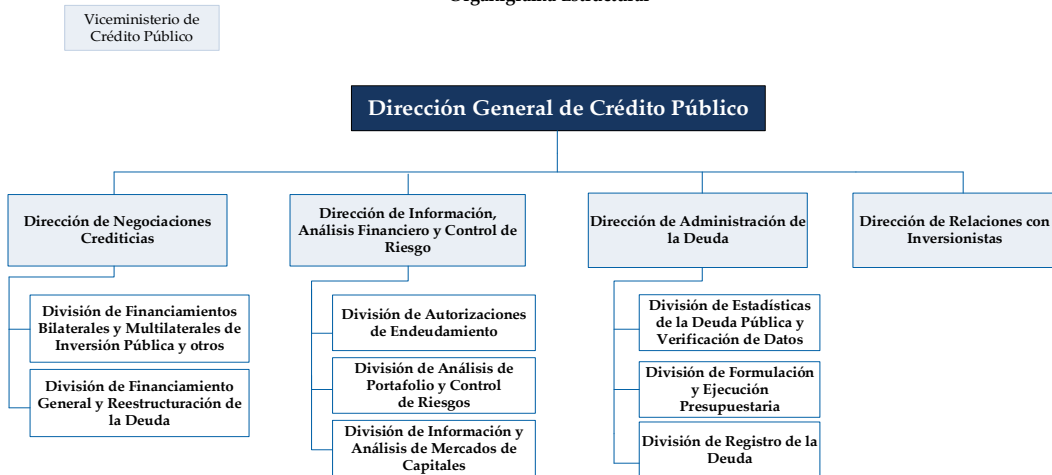 Organigrama Estructural
Viceministerio de
Crédito Público
Dirección General de Crédito Público
Dirección de Negociaciones
Crediticias
Dirección de Información,
Análisis Financiero y Control de
Riesgo
Dirección de Administración de
la Deuda
Dirección de Relaciones con
Inversionistas
División de Financiamientos
Bilaterales y Multilaterales de
Inversión Pública y otros
División de Financiamiento
General y Reestructuración de
la Deuda
División de Autorizaciones
de Endeudamiento
División de Análisis de
Portafolio y Control
de Riesgos
División de Información y
Análisis de Mercados de
Capitales
División de Estadísticas
de la Deuda Pública y
Verificación de Datos
División de Formulación
y Ejecución
Presupuestaria
División de Registro de la
Deuda